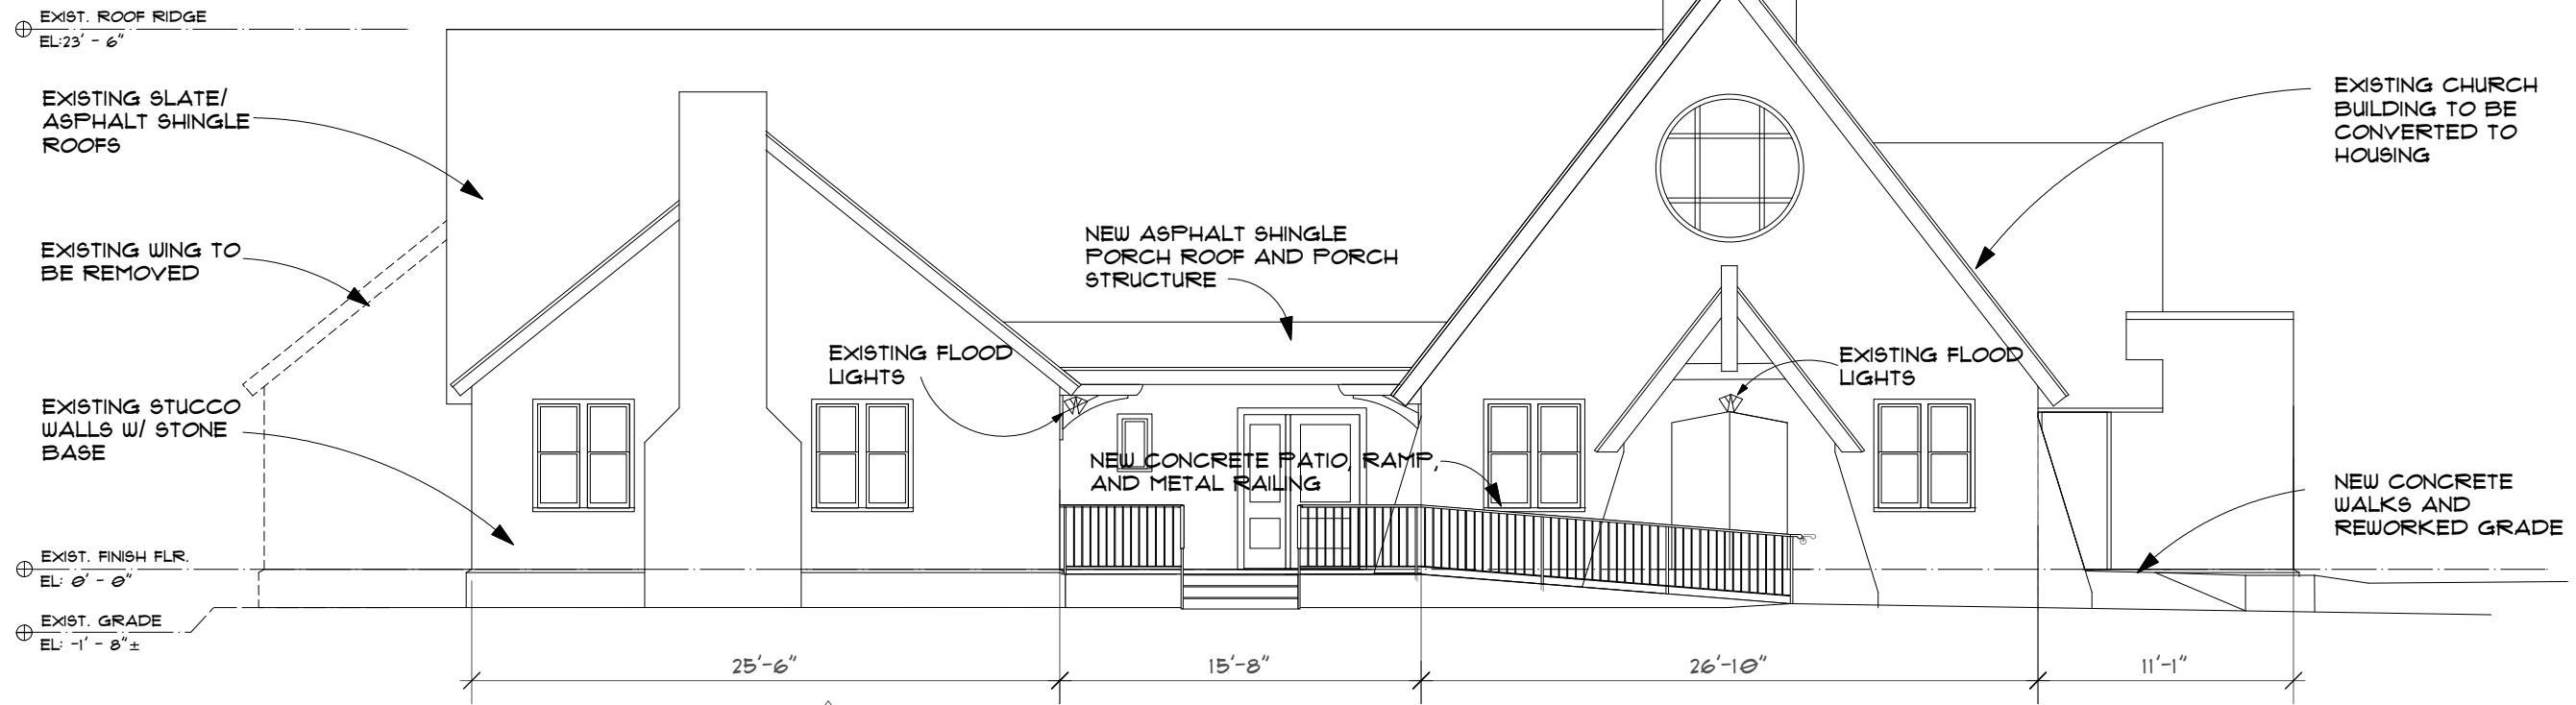 EXIST. ROOF RIDGE
EL:23' - 6"
EXISTING SLATE/
ASPHALT SHINGLE
ROOFS
EXISTING WING TO
BE REMOVED
EXISTING STUCCO
WALLS W/ STONE
BASE
EXIST. FINISH FLR.
EL: 0' - 0"
EXIST. GRADE
EL: -1' - 8"±
EXISTING FLOOD
LIGHTS
NEW ASPHALT SHINGLE
PORCH ROOF AND PORCH
STRUCTURE
NEW CONCRETE PATIO, RAMP,
AND METAL RAILING
EXISTING FLOOD
LIGHTS
EXISTING CHURCH
BUILDING TO BE
CONVERTED TO
HOUSING
NEW CONCRETE
WALKS AND
REWORKED GRADE
25'-6"
15'-8"
26'-10"
11'-1"